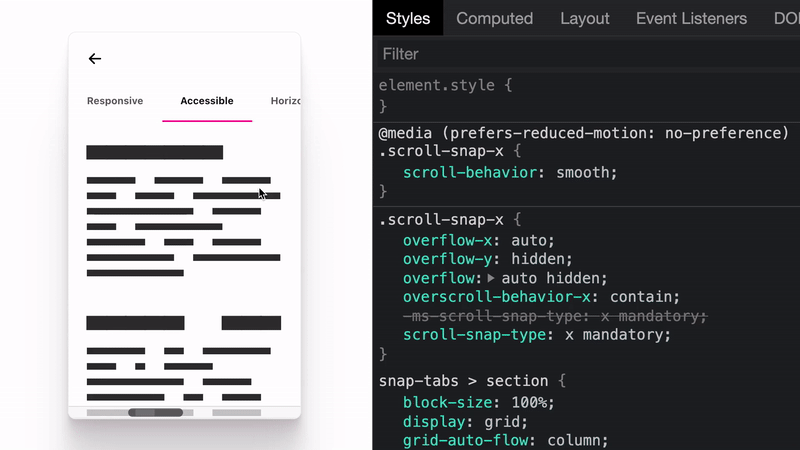 Responsive Accessible Horizo
Styles Computed Layout Event Listeners DO
Filter
element.style {
}
@media (prefers-reduced-motion: no-preference)
.scroll-snap-x {
scroll-behavior: smooth;
}
.scroll-snap-x {
overflow-x: auto;
overflow-y: hidden;
overflow: auto hidden;
overscroll-behavior-x: contain;
-ms-scroll-snap-type: x mandatory;
scroll-snap-type: x mandatory;
}
snap-tabs > section {
block-size: 100%;
display: grid;
grid-auto-flow: column;